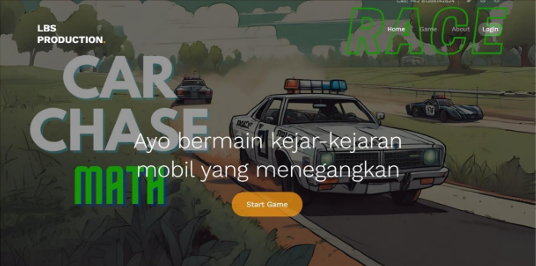 RACE
LBS
PRODUCTION.
Home Game About Login
CAR
CHASE
Ayo bermain kejar-kejaran
mobil yang menegangkan
MATH
Start Game